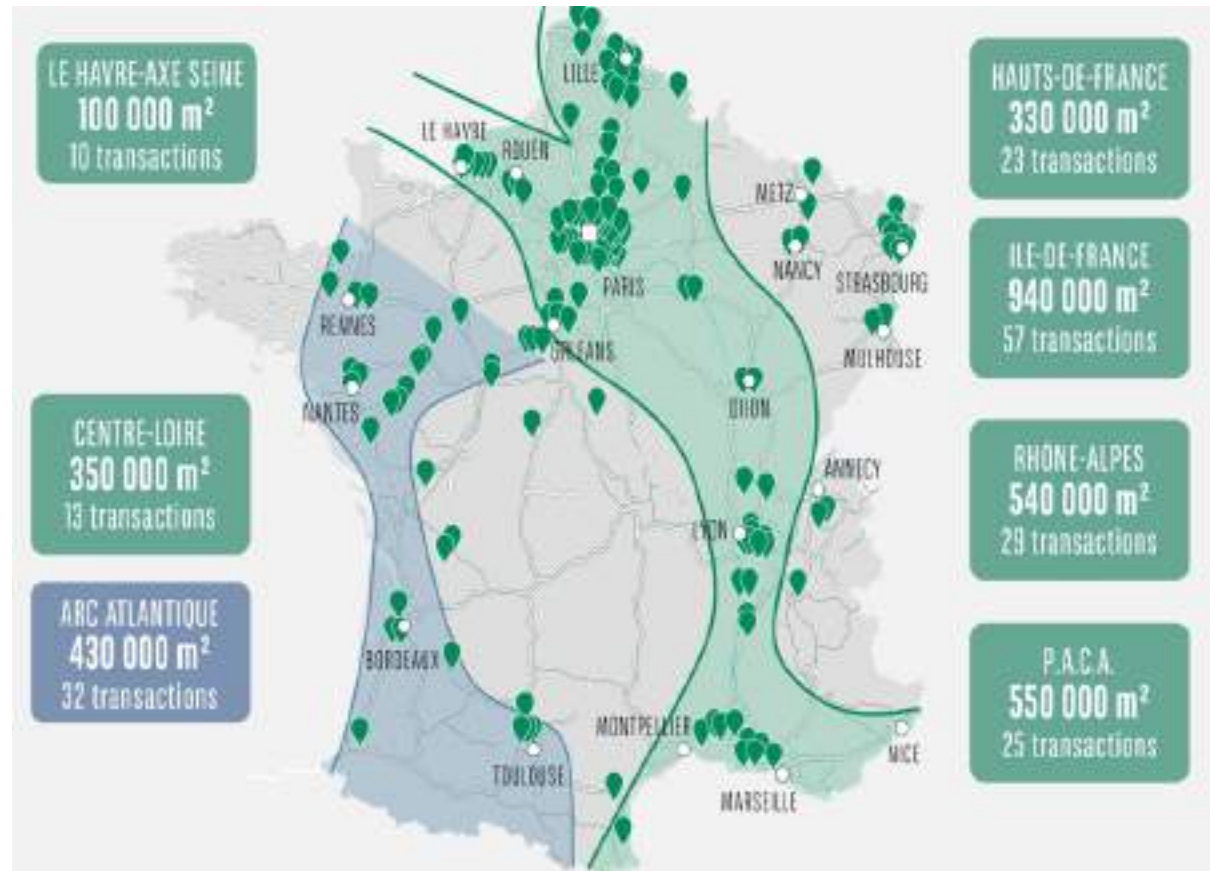 LE HAVRE-AXE SEINE
100 000 m²
10 transactions
CENTRE-LOIRE
350 000 m²
13 transactions
ARC ATLANTIQUE
430 000 m²
32 transactions
LILLE
LE HAVRE
ROUEN
METZ
NANCY
STRASBOURG
PARIS
RENNES
ORLEANS
MULHOUSE
NANTES
DIJON
ANNECY
LYON
BORDEAUX
MONTPELLIER
NICE
TOULOUSE
MARSEILLE
HAUTS-DE-FRANCE
330 000 m²
23 transactions
ILE-DE-FRANCE
940 000 m²
57 transactions
RHONE-ALPES
540 000 m²
29 transactions
P.A.C.A.
550 000 m²
25 transactions